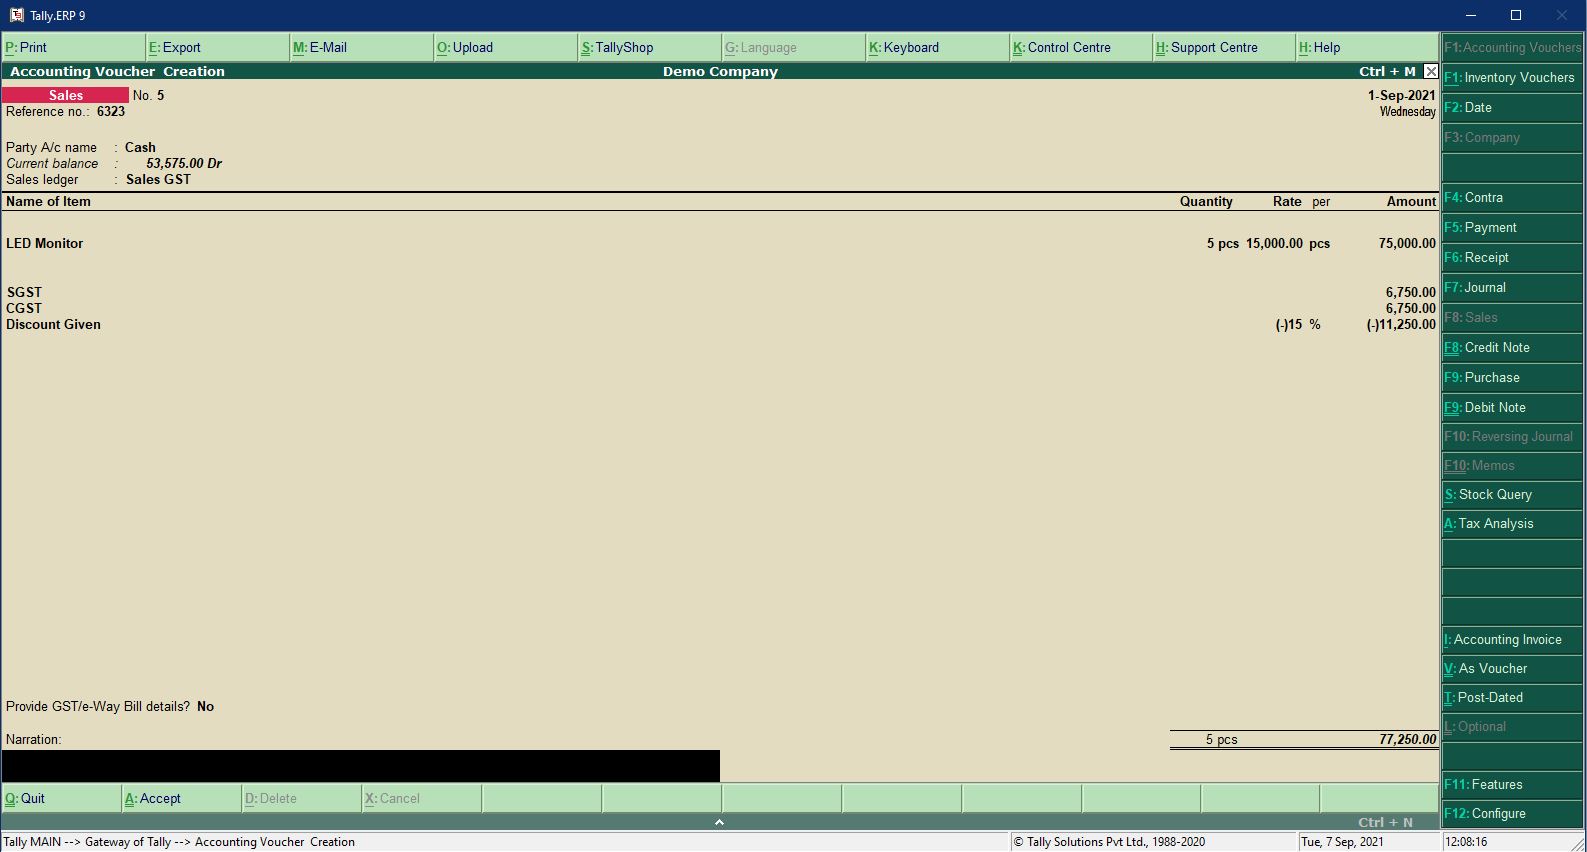 Tally.ERP 9
P: Print E: Export M: E-Mail O: Upload S: TallyShop G: Language K: Keyboard K: Control Centre H: Support Centre H: Help
Accounting Voucher Creation Demo Company Ctrl + M
Sales No. 5 1-Sep-2021
Reference no.: 6323 Wednesday
Party A/c name : Cash
Current balance : 53,575.00 Dr
Sales ledger : Sales GST
Name of Item Quantity Rate per Amount
LED Monitor 5 pcs 15,000.00 pcs 75,000.00
SGST 6,750.00
CGST 6,750.00
Discount Given (-)15 % (-)11,250.00
Provide GST/e-Way Bill details? No
Narration: 5 pcs 77,250.00
Q: Quit A: Accept D: Delete X: Cancel
Ctrl + N
Tally MAIN --> Gateway of Tally --> Accounting Voucher Creation © Tally Solutions Pvt Ltd., 1988-2020 Tue, 7 Sep, 2021 12:08:16
F1: Accounting Vouchers
F1: Inventory Vouchers
F2: Date
F3: Company
F4: Contra
F5: Payment
F6: Receipt
F7: Journal
F8: Sales
F8: Credit Note
F9: Purchase
F9: Debit Note
F10: Reversing Journal
F10: Memos
S: Stock Query
A: Tax Analysis
I: Accounting Invoice
V: As Voucher
T: Post-Dated
L: Optional
F11: Features
F12: Configure